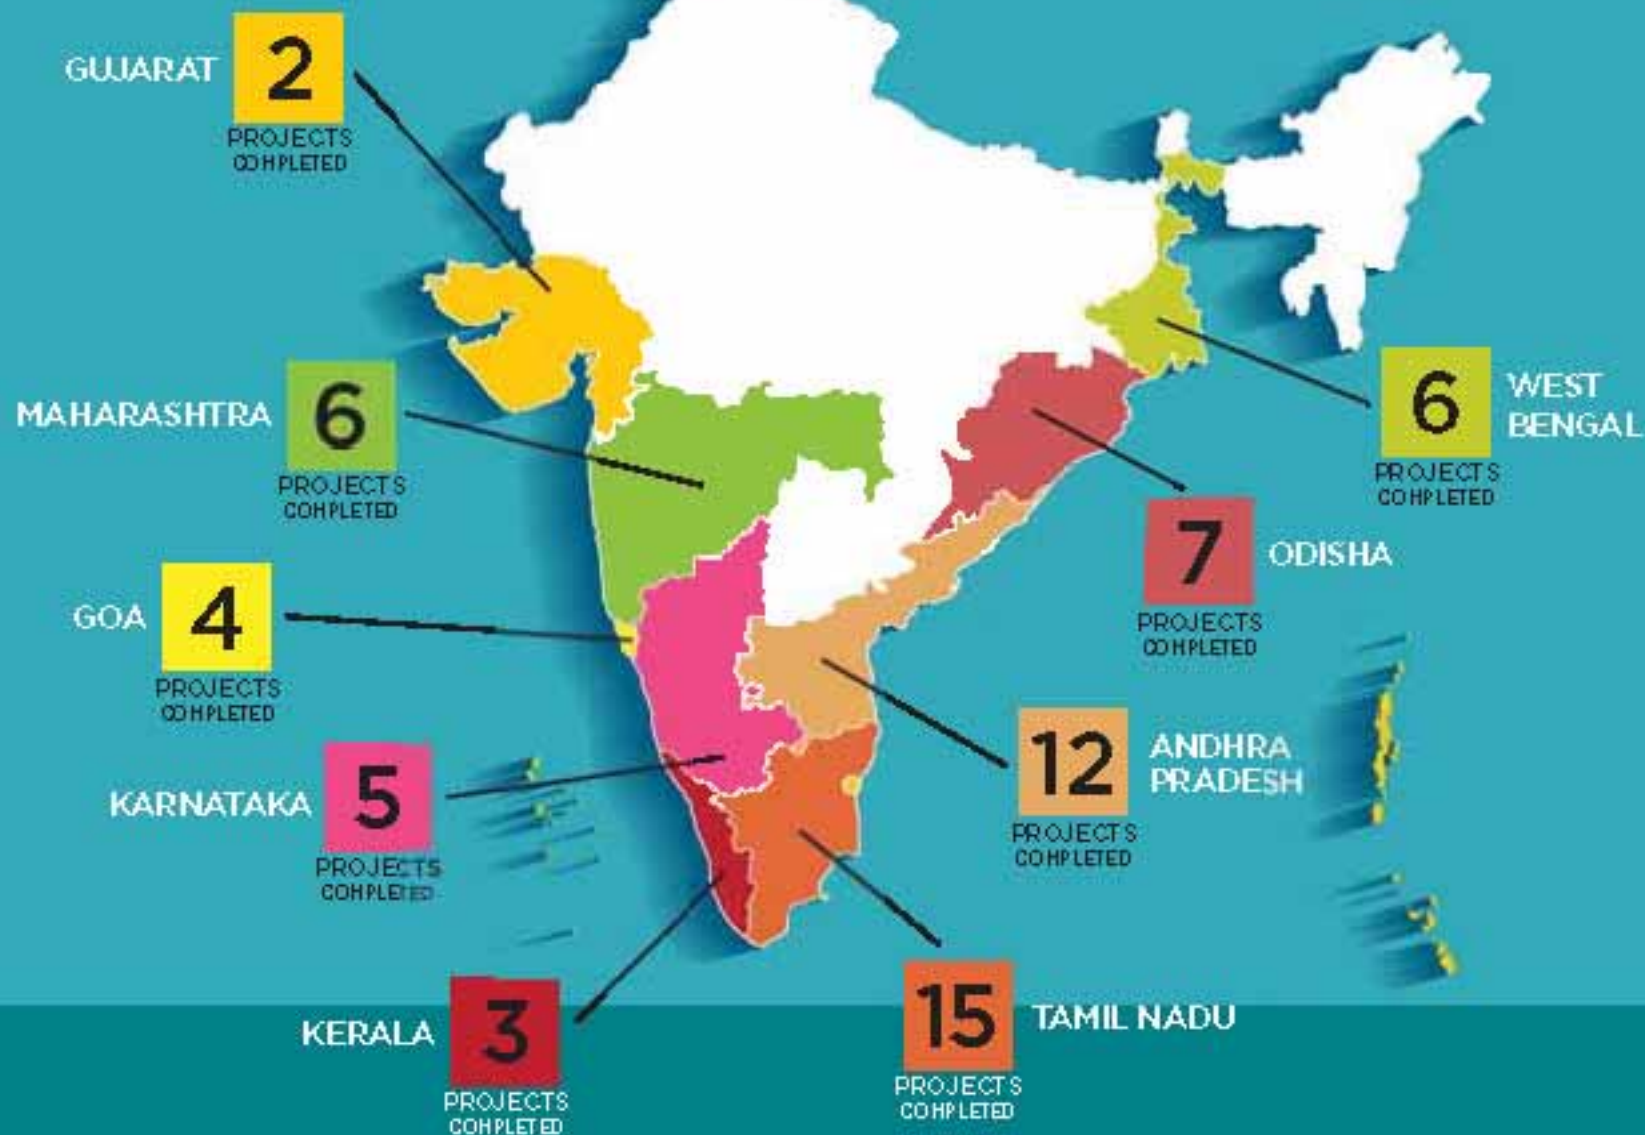 GUJARAT
2
PROJECTS
COMPLETED
MAHARASHTRA
6
PROJECTS
COMPLETED
GOA
4
PROJECTS
COMPLETED
KARNATAKA
5
PROJECTS
COMPLETED
KERALA
3
PROJECTS
COMPLETED
6
WEST
BENGAL
PROJECTS
COMPLETED
7
ODISHA
PROJECTS
COMPLETED
12
ANDHRA
PRADESH
PROJECTS
COMPLETED
15
TAMIL NADU
PROJECTS
COMPLETED